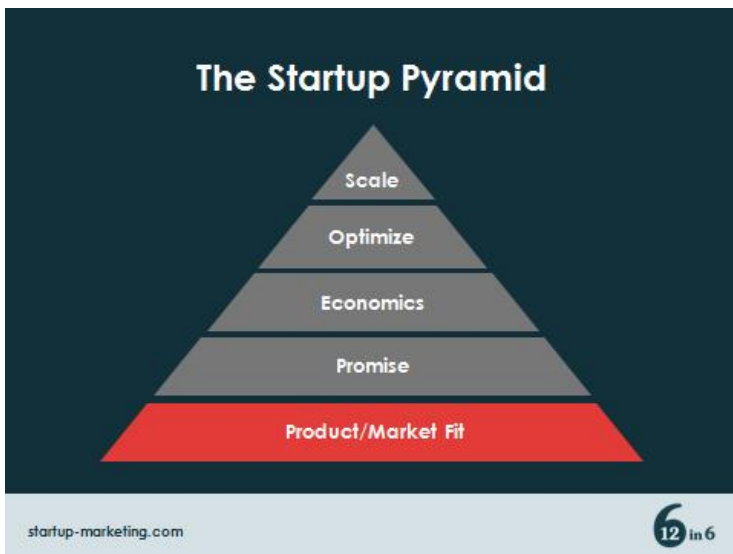 The Startup Pyramid
Scale
Optimize
Economics
Promise
Product/Market Fit
startup-marketing.com
6
12 in 6